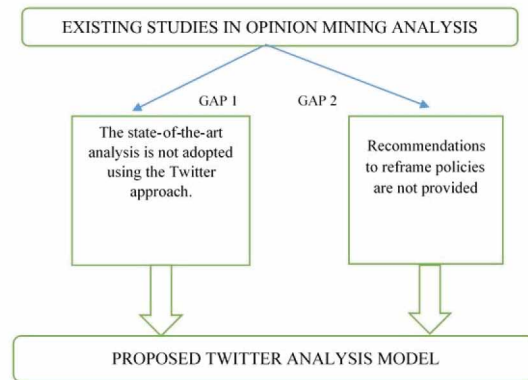 EXISTING STUDIES IN OPINION MINING ANALYSIS
GAP 1
GAP 2
The state-of-the-art
analysis is not adopted
using the Twitter
approach.
Recommendations
to reframe policies
are not provided
PROPOSED TWITTER ANALYSIS MODEL